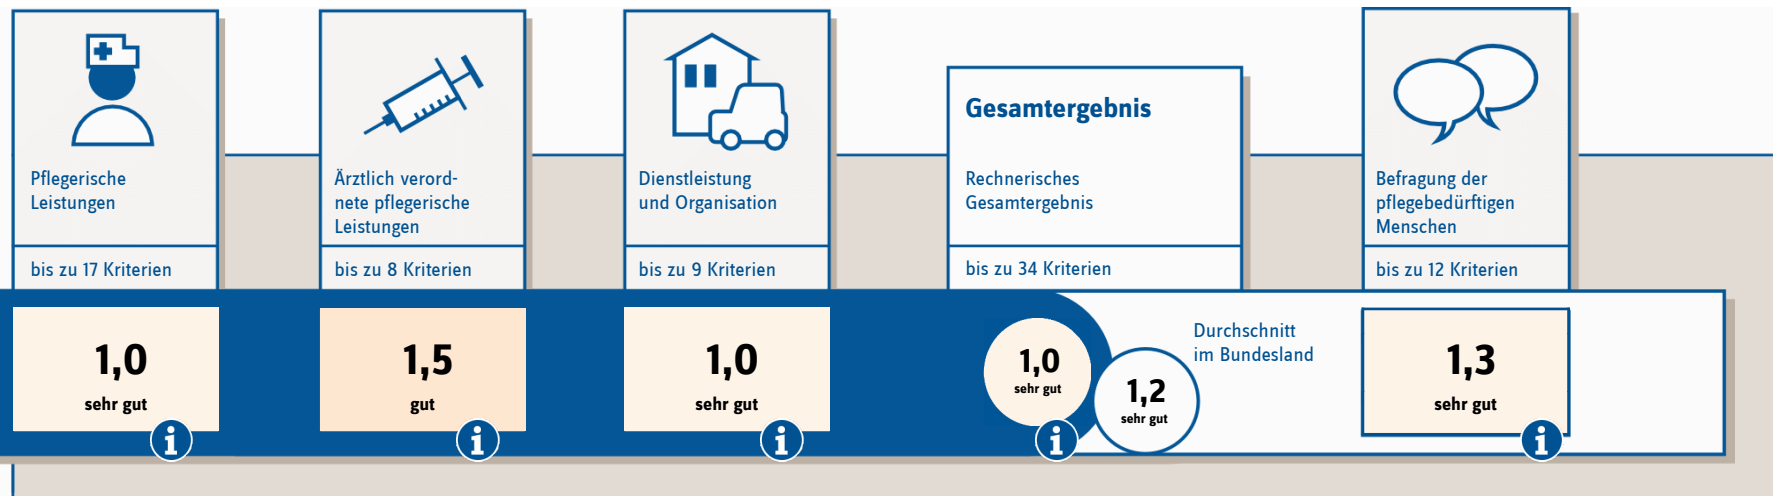 Pflegerische
Leistungen
bis zu 17 Kriterien
1,0
sehr gut
i
Ärztlich verord-
nete pflegerische
Leistungen
bis zu 8 Kriterien
1,5
gut
i
Dienstleistung
und Organisation
bis zu 9 Kriterien
1,0
sehr gut
i
Gesamtergebnis
Rechnerisches
Gesamtergebnis
bis zu 34 Kriterien
1,0
sehr gut
i
1,2
sehr gut
Durchschnitt
im Bundesland
Befragung der
pflegebedürftigen
Menschen
bis zu 12 Kriterien
1,3
sehr gut
i